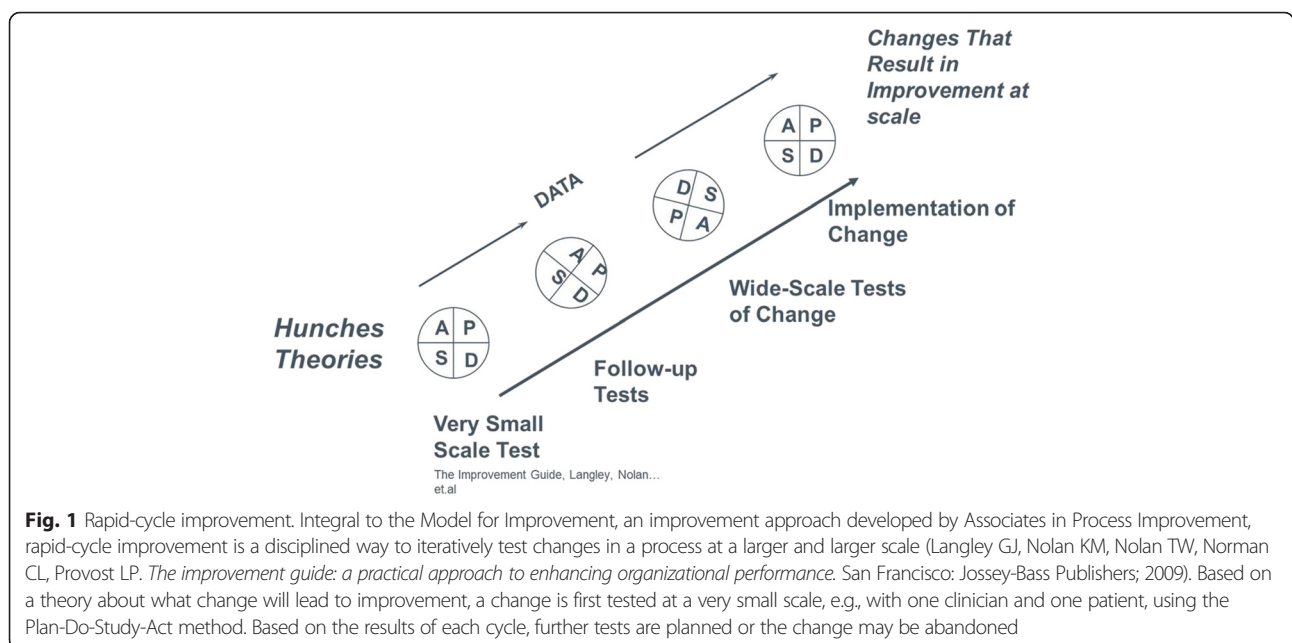 Changes That
Result in
Improvement at
scale
A P
S D
DATA
D S
P A
Implementation of
Change
A P
S D
Wide-Scale Tests
of Change
Hunches
Theories
A P
S D
Follow-up
Tests
Very Small
Scale Test
The Improvement Guide, Langley, Nolan...
et.al
Fig. 1 Rapid-cycle improvement. Integral to the Model for Improvement, an improvement approach developed by Associates in Process Improvement,
rapid-cycle improvement is a disciplined way to iteratively test changes in a process at a larger and larger scale (Langley GJ, Nolan KM, Nolan TW, Norman
CL, Provost LP. The improvement guide: a practical approach to enhancing organizational performance. San Francisco: Jossey-Bass Publishers; 2009). Based on
a theory about what change will lead to improvement, a change is first tested at a very small scale, e.g., with one clinician and one patient, using the
Plan-Do-Study-Act method. Based on the results of each cycle, further tests are planned or the change may be abandoned